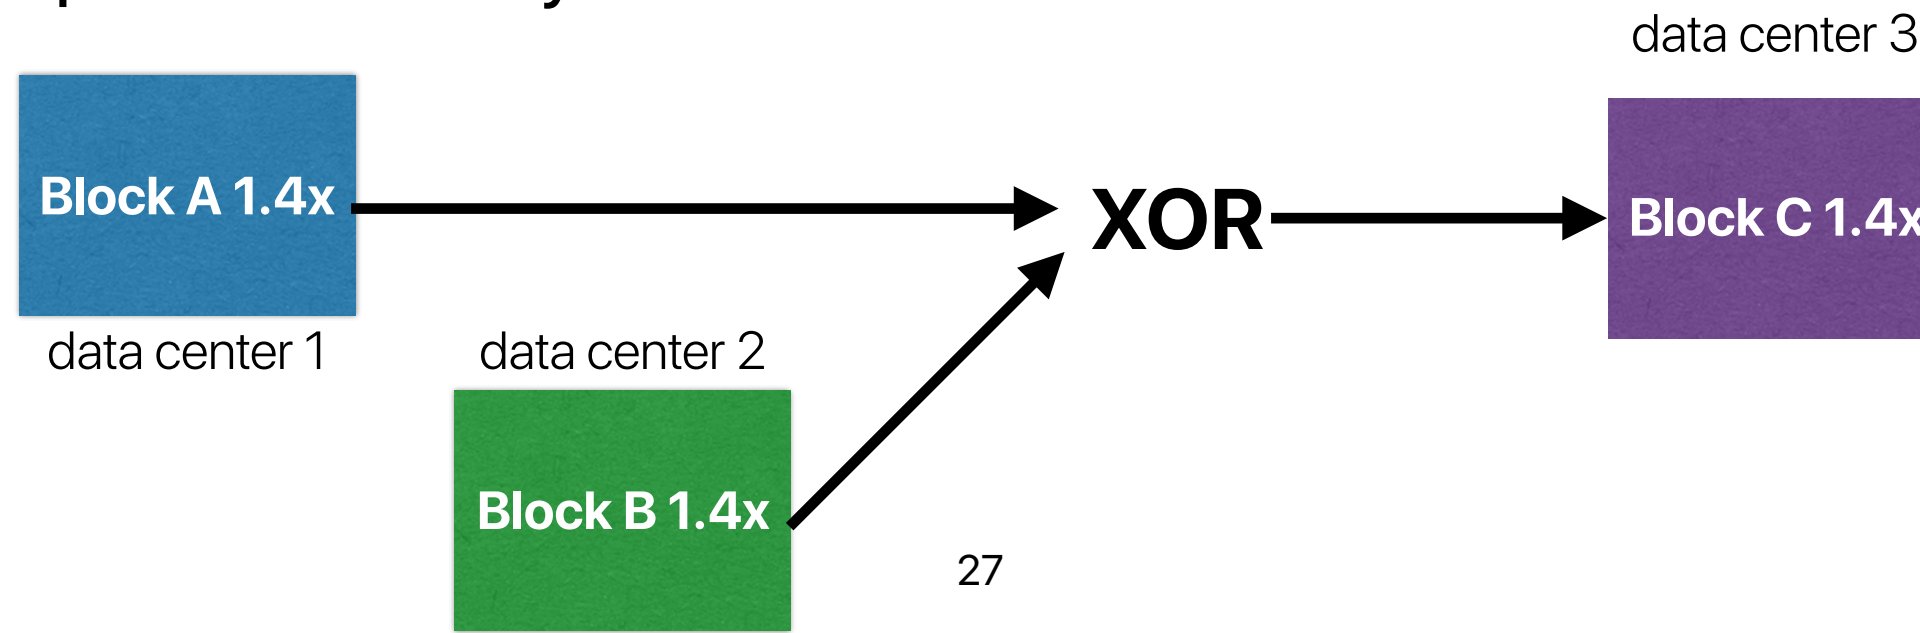 data center 3
Block A 1.4x
XOR
Block C 1.4x
data center 1
data center 2
Block B 1.4x
27